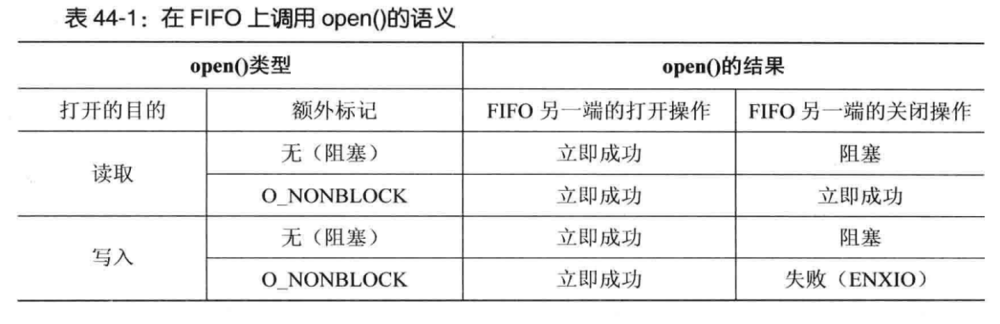 表 44-1：在 FIFO 上调用 open()的语义
open()类型 open()的结果
打开的目的 额外标记 FIFO 另一端的打开操作 FIFO 另一端的关闭操作
读取 无（阻塞） 立即成功 阻塞
O_NONBLOCK 立即成功 立即成功
写入 无（阻塞） 立即成功 阻塞
O_NONBLOCK 立即成功 失败（ENXIO）